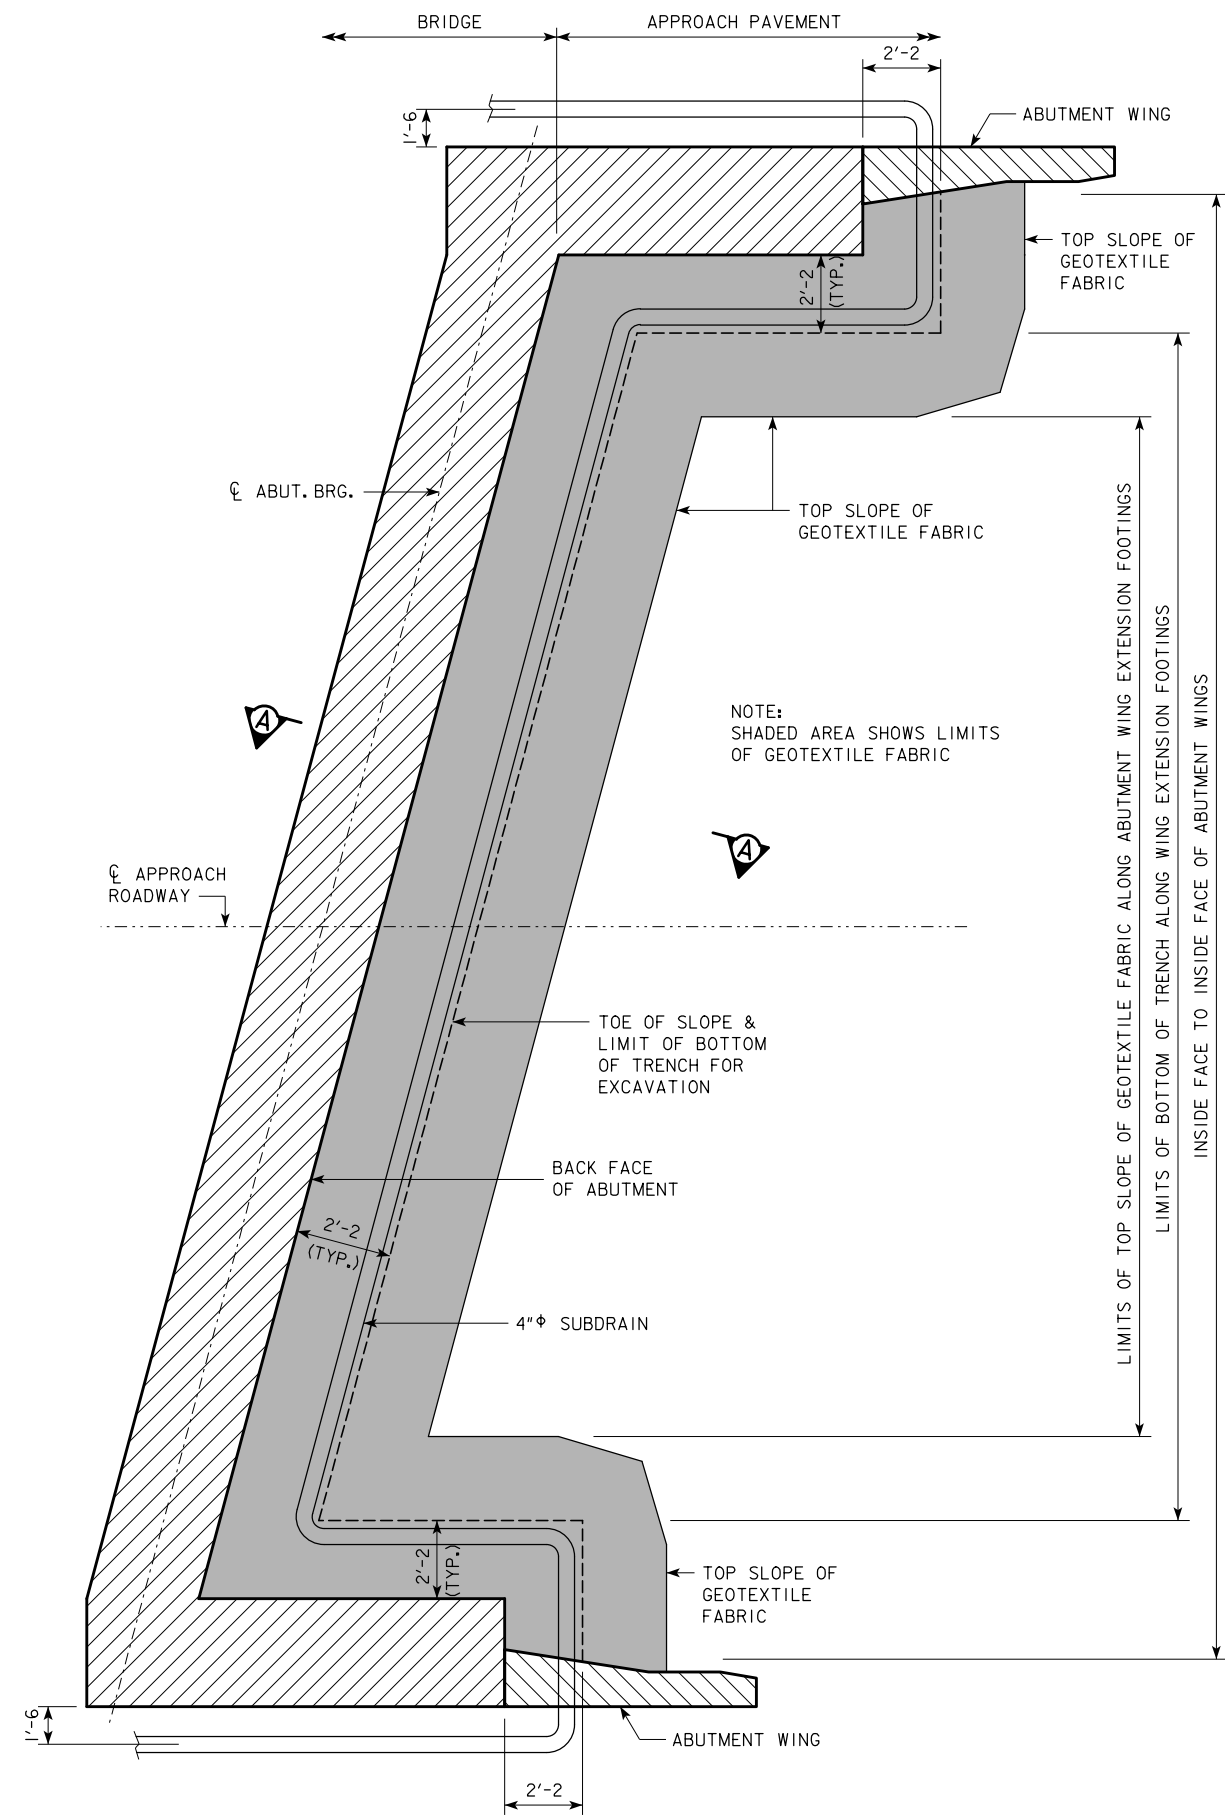 BRIDGE
APPROACH PAVEMENT
2'-2
1'-6
ABUTMENT WING
TOP SLOPE OF
GEOTEXTILE
FABRIC
2'-2
(TYP.)
℄ ABUT. BRG.
TOP SLOPE OF
GEOTEXTILE FABRIC
NOTE:
SHADED AREA SHOWS LIMITS
OF GEOTEXTILE FABRIC
A
A
℄ APPROACH
ROADWAY
LIMITS OF TOP SLOPE OF GEOTEXTILE FABRIC ALONG ABUTMENT WING EXTENSION FOOTINGS
LIMITS OF BOTTOM OF TRENCH ALONG WING EXTENSION FOOTINGS
INSIDE FACE TO INSIDE FACE OF ABUTMENT WINGS
TOE OF SLOPE &
LIMIT OF BOTTOM
OF TRENCH FOR
EXCAVATION
BACK FACE
OF ABUTMENT
2'-2
(TYP.)
4"ϕ SUBDRAIN
2'-2
(TYP.)
TOP SLOPE OF
GEOTEXTILE
FABRIC
1'-6
ABUTMENT WING
2'-2